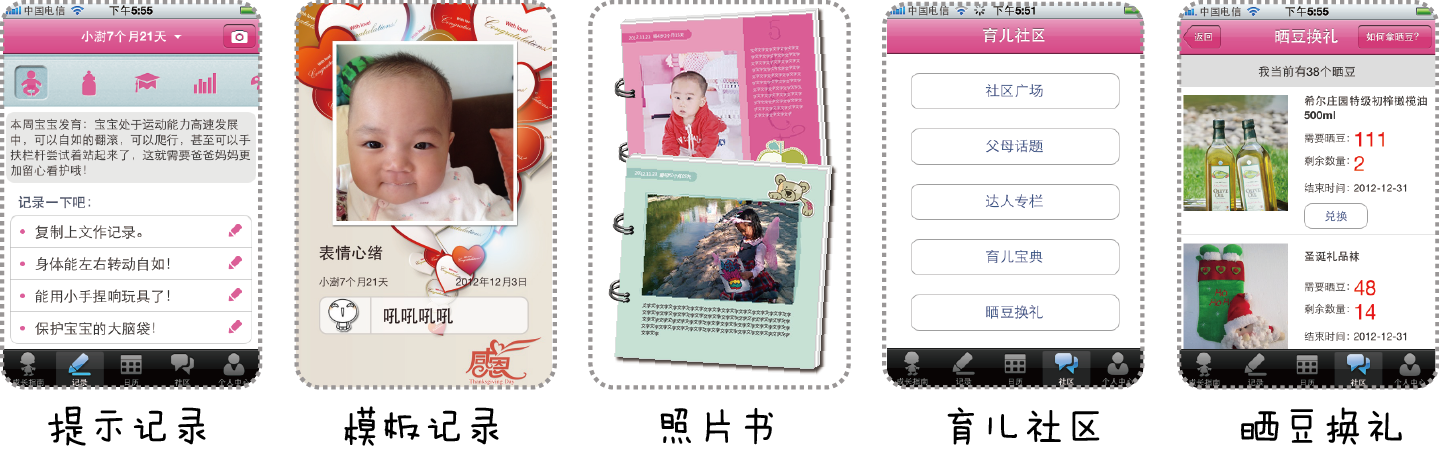 中国电信 下午5:55
小澍7个月21天
本周宝宝发育：宝宝处于运动能力高速发展
中，可以自如的翻滚，可以爬行，甚至可以手
扶栏杆尝试着站起来了，这就需要爸爸妈妈更
加留心看护哦！
记录一下吧：
复制上文作记录。
身体能左右转动自如！
能用小手捏响玩具了！
保护宝宝的大脑袋！
成长指南 记录 日历 社区 个人中心
提示记录
表情心绪
小澍7个月21天 2012年12月3日
吼吼吼吼
感恩
Thanksgiving Day
模板记录
照片书
中国电信 下午5:51
育儿社区
社区广场
父母话题
达人专栏
育儿宝典
晒豆换礼
成长指南 记录 日历 社区 个人中心
育儿社区
中国电信 下午5:55
返回 晒豆换礼 如何拿晒豆?
我当前有38个晒豆
希尔庄园特级初榨橄榄油
500ml
需要晒豆：111
剩余数量：2
结束时间：2012-12-31
兑换
圣诞礼品袜
需要晒豆：48
剩余数量：14
结束时间：2012-12-31
成长指南 记录 日历 社区 个人中心
晒豆换礼